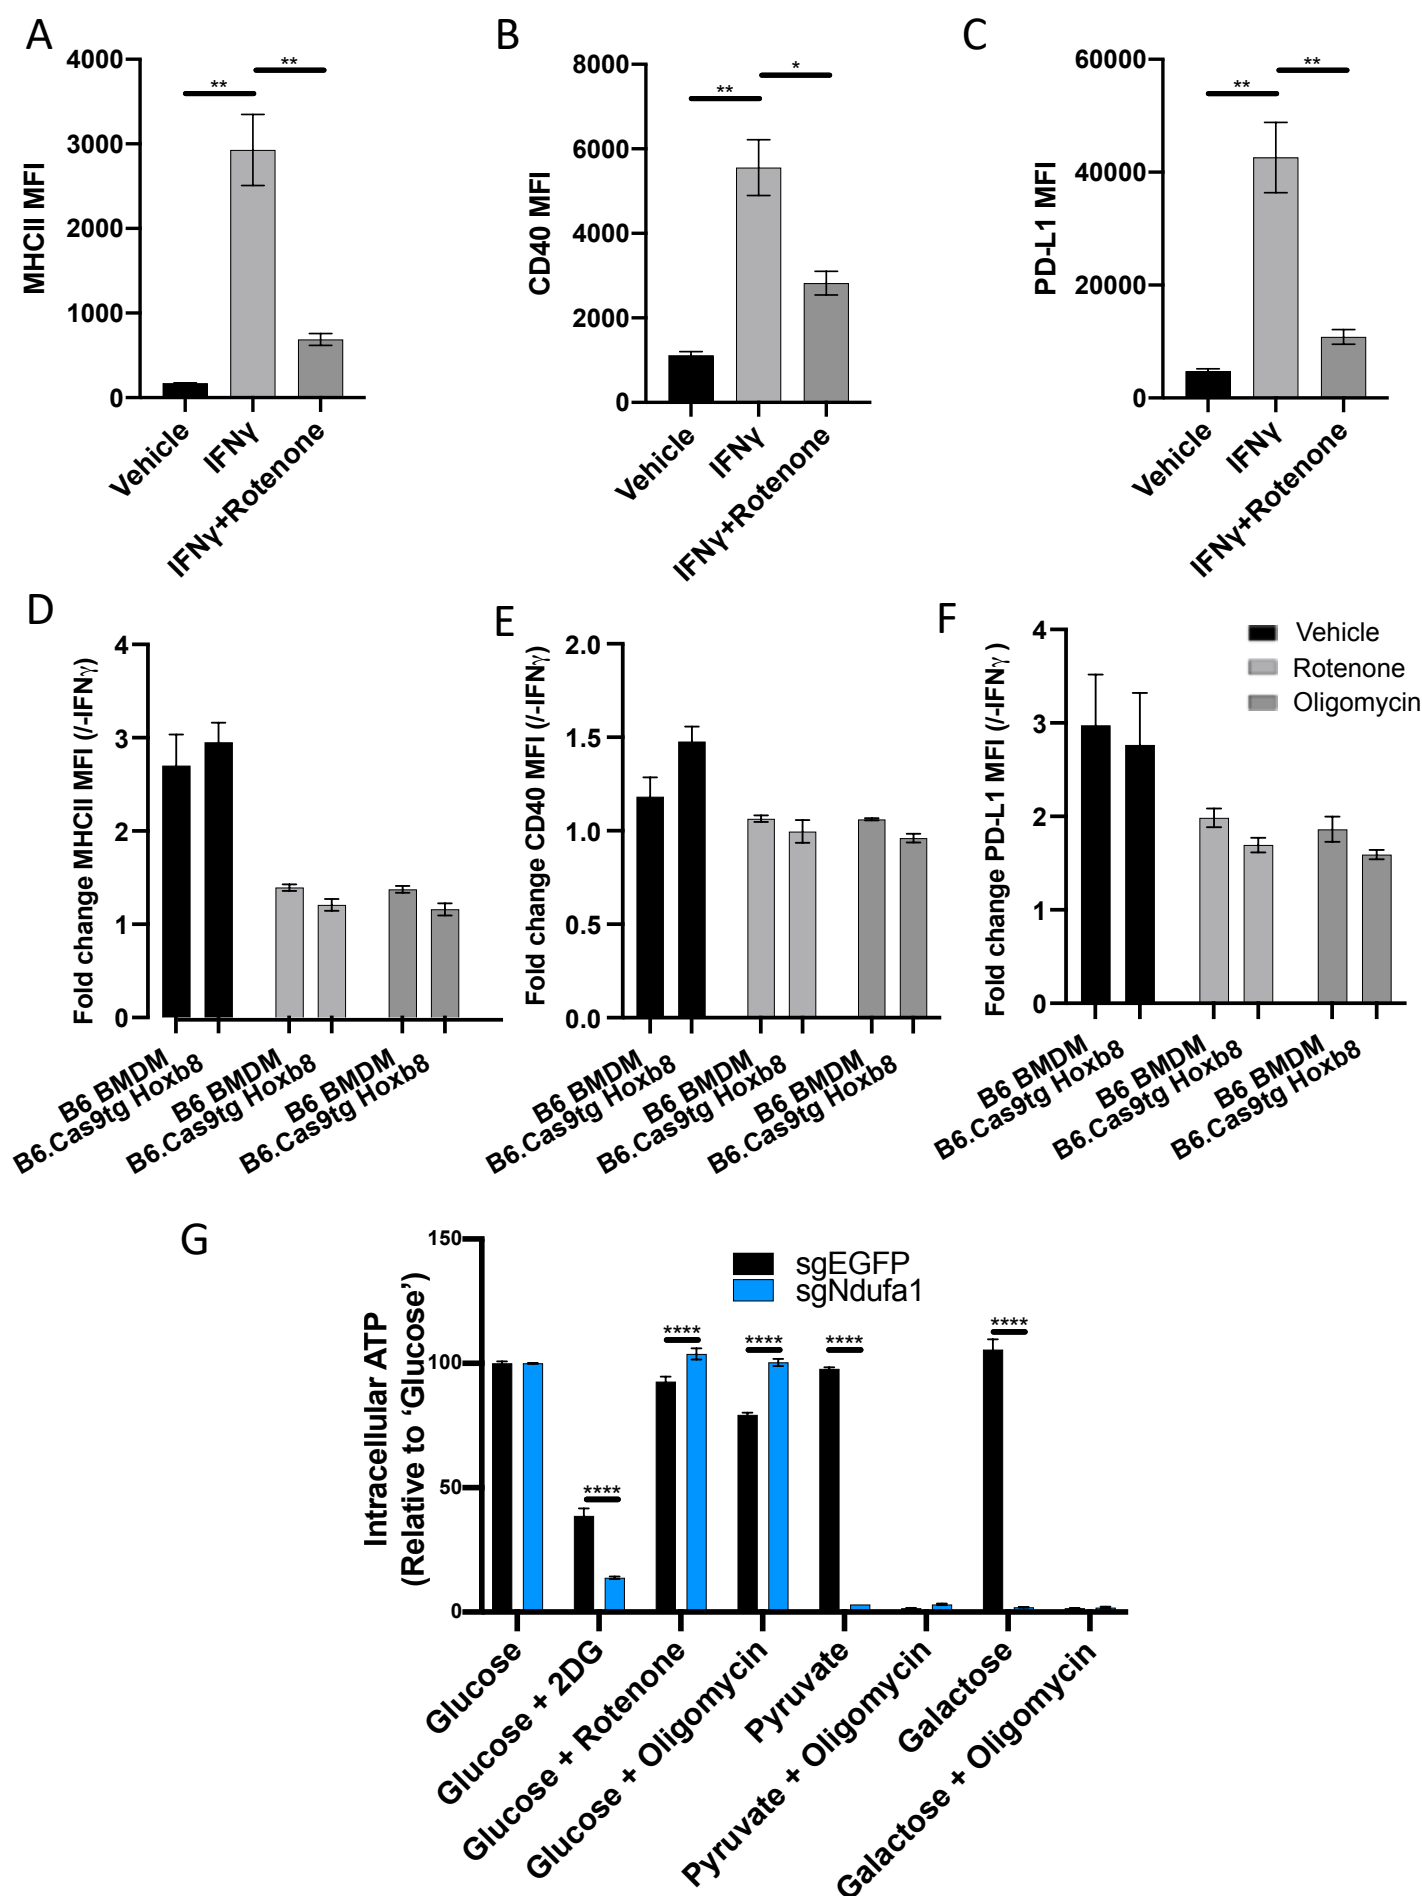 A
4000
3000
2000
1000
0
MHCII MFI
**
**
Vehicle
IFNγ
IFNγ+Rotenone
B
8000
6000
4000
2000
0
CD40 MFI
**
*
Vehicle
IFNγ
IFNγ+Rotenone
C
60000
40000
20000
0
PD-L1 MFI
**
**
Vehicle
IFNγ
IFNγ+Rotenone
D
4
3
2
1
0
Fold change MHCII MFI (/-IFNγ)
B6 BMDM
B6.Cas9tg Hoxb8
B6 BMDM
B6.Cas9tg Hoxb8
B6 BMDM
B6.Cas9tg Hoxb8
E
2.0
1.5
1.0
0.5
0.0
Fold change CD40 MFI (/-IFNγ)
B6 BMDM
B6.Cas9tg Hoxb8
B6 BMDM
B6.Cas9tg Hoxb8
B6 BMDM
B6.Cas9tg Hoxb8
F
4
3
2
1
0
Fold change PD-L1 MFI (/-IFNγ )
Vehicle
Rotenone
Oligomycin
B6 BMDM
B6.Cas9tg Hoxb8
B6 BMDM
B6.Cas9tg Hoxb8
B6 BMDM
B6.Cas9tg Hoxb8
G
150
100
50
0
Intracellular ATP
(Relative to ‘Glucose’)
sgEGFP
sgNdufa1
****
****
****
****
****
Glucose
Glucose + 2DG
Glucose + Rotenone
Glucose + Oligomycin
Pyruvate
Pyruvate + Oligomycin
Galactose
Galactose + Oligomycin